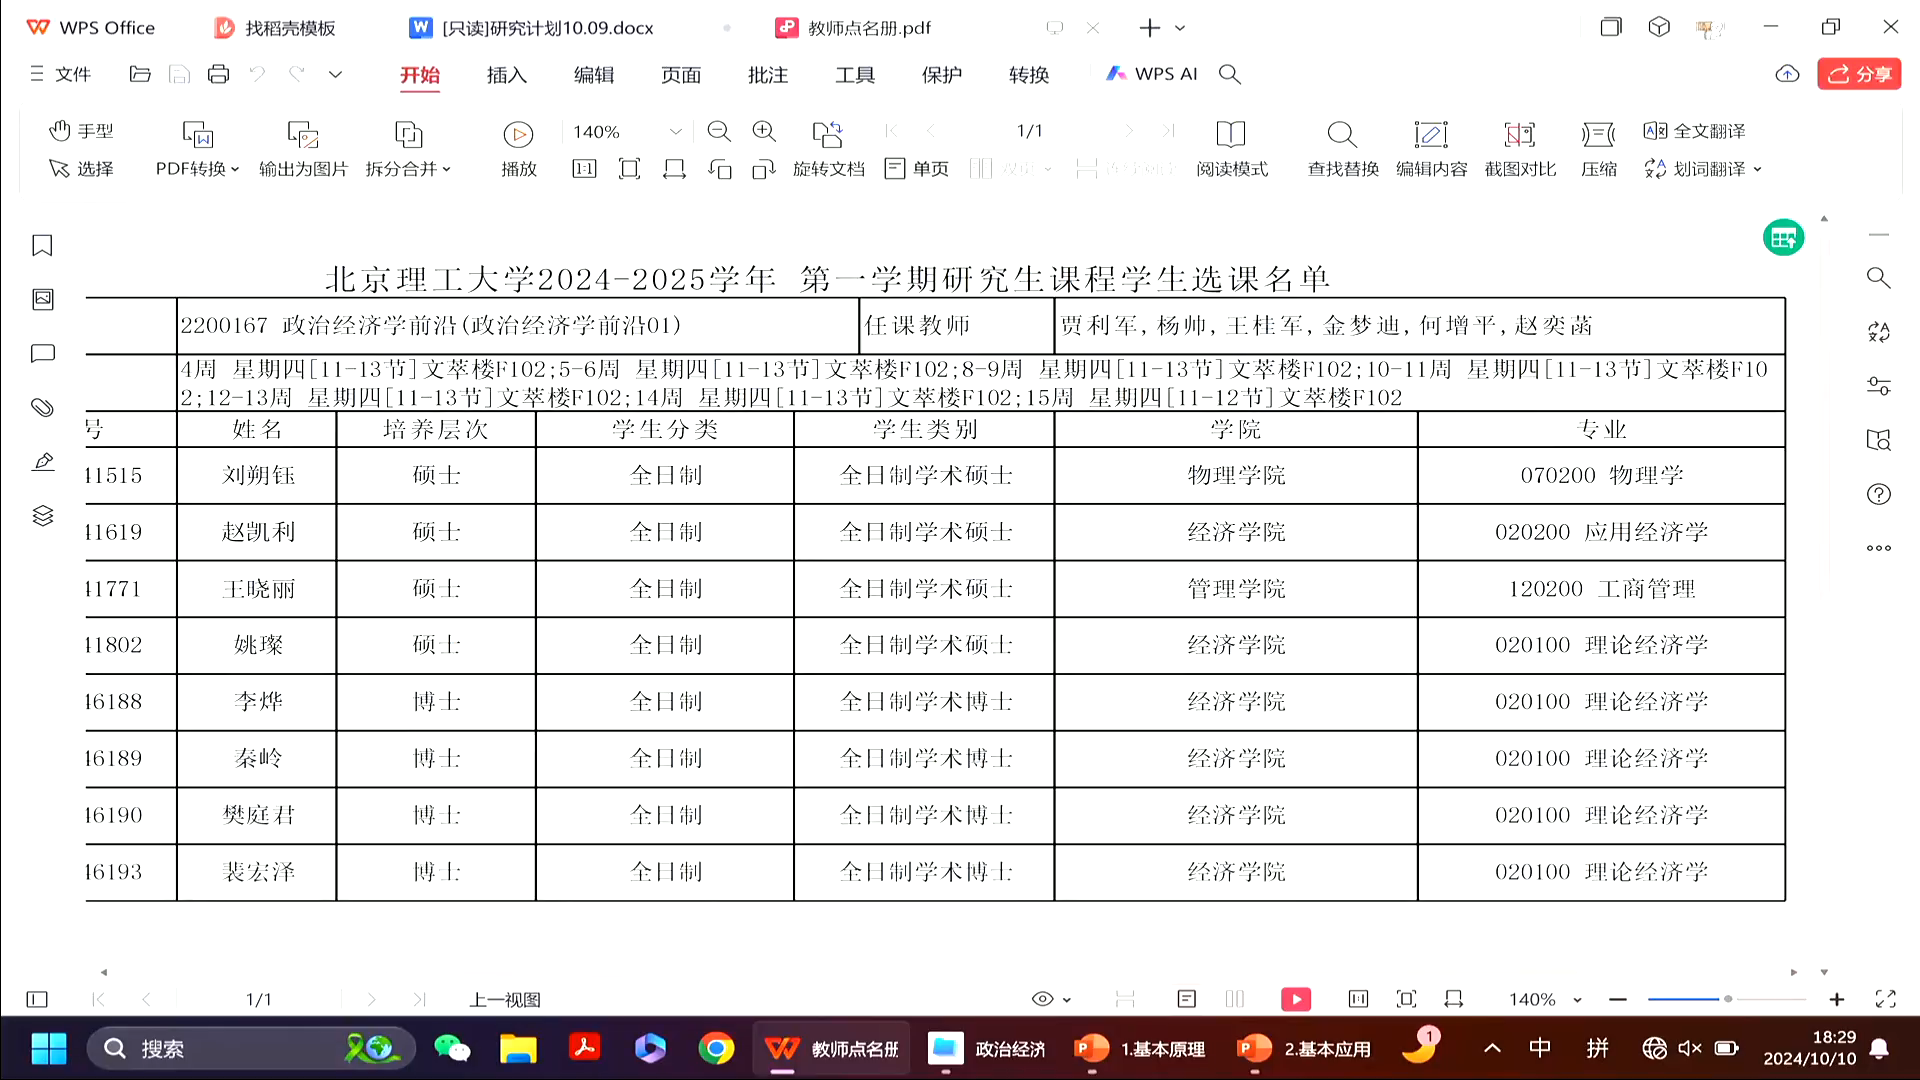 WPS Office
找稻壳模板
[只读]研究计划10.09.docx
教师点名册.pdf
文件
开始
插入
编辑
页面
批注
工具
保护
转换
WPS AI
分享
手型
选择
PDF转换
输出为图片
拆分合并
播放
140%
旋转文档
单页
1/1
阅读模式
查找替换
编辑内容
截图对比
压缩
全文翻译
划词翻译
北京理工大学2024-2025学年 第一学期研究生课程学生选课名单
2200167 政治经济学前沿(政治经济学前沿01) 任课教师 贾利军,杨帅,王桂军,金梦迪,何增平,赵奕菡
4周 星期四[11-13节]文萃楼F102;5-6周 星期四[11-13节]文萃楼F102;8-9周 星期四[11-13节]文萃楼F102;10-11周 星期四[11-13节]文萃楼F10
2;12-13周 星期四[11-13节]文萃楼F102;14周 星期四[11-13节]文萃楼F102;15周 星期四[11-12节]文萃楼F102
号 姓名 培养层次 学生分类 学生类别 学院 专业
41515 刘朔钰 硕士 全日制 全日制学术硕士 物理学院 070200 物理学
41619 赵凯利 硕士 全日制 全日制学术硕士 经济学院 020200 应用经济学
41771 王晓丽 硕士 全日制 全日制学术硕士 管理学院 120200 工商管理
41802 姚璨 硕士 全日制 全日制学术硕士 经济学院 020100 理论经济学
46188 李烨 博士 全日制 全日制学术博士 经济学院 020100 理论经济学
46189 秦岭 博士 全日制 全日制学术博士 经济学院 020100 理论经济学
46190 樊庭君 博士 全日制 全日制学术博士 经济学院 020100 理论经济学
46193 裴宏泽 博士 全日制 全日制学术博士 经济学院 020100 理论经济学
1/1
上一视图
140%
搜索
教师点名册
政治经济
1.基本原理
2.基本应用
1
中
拼
18:29
2024/10/10